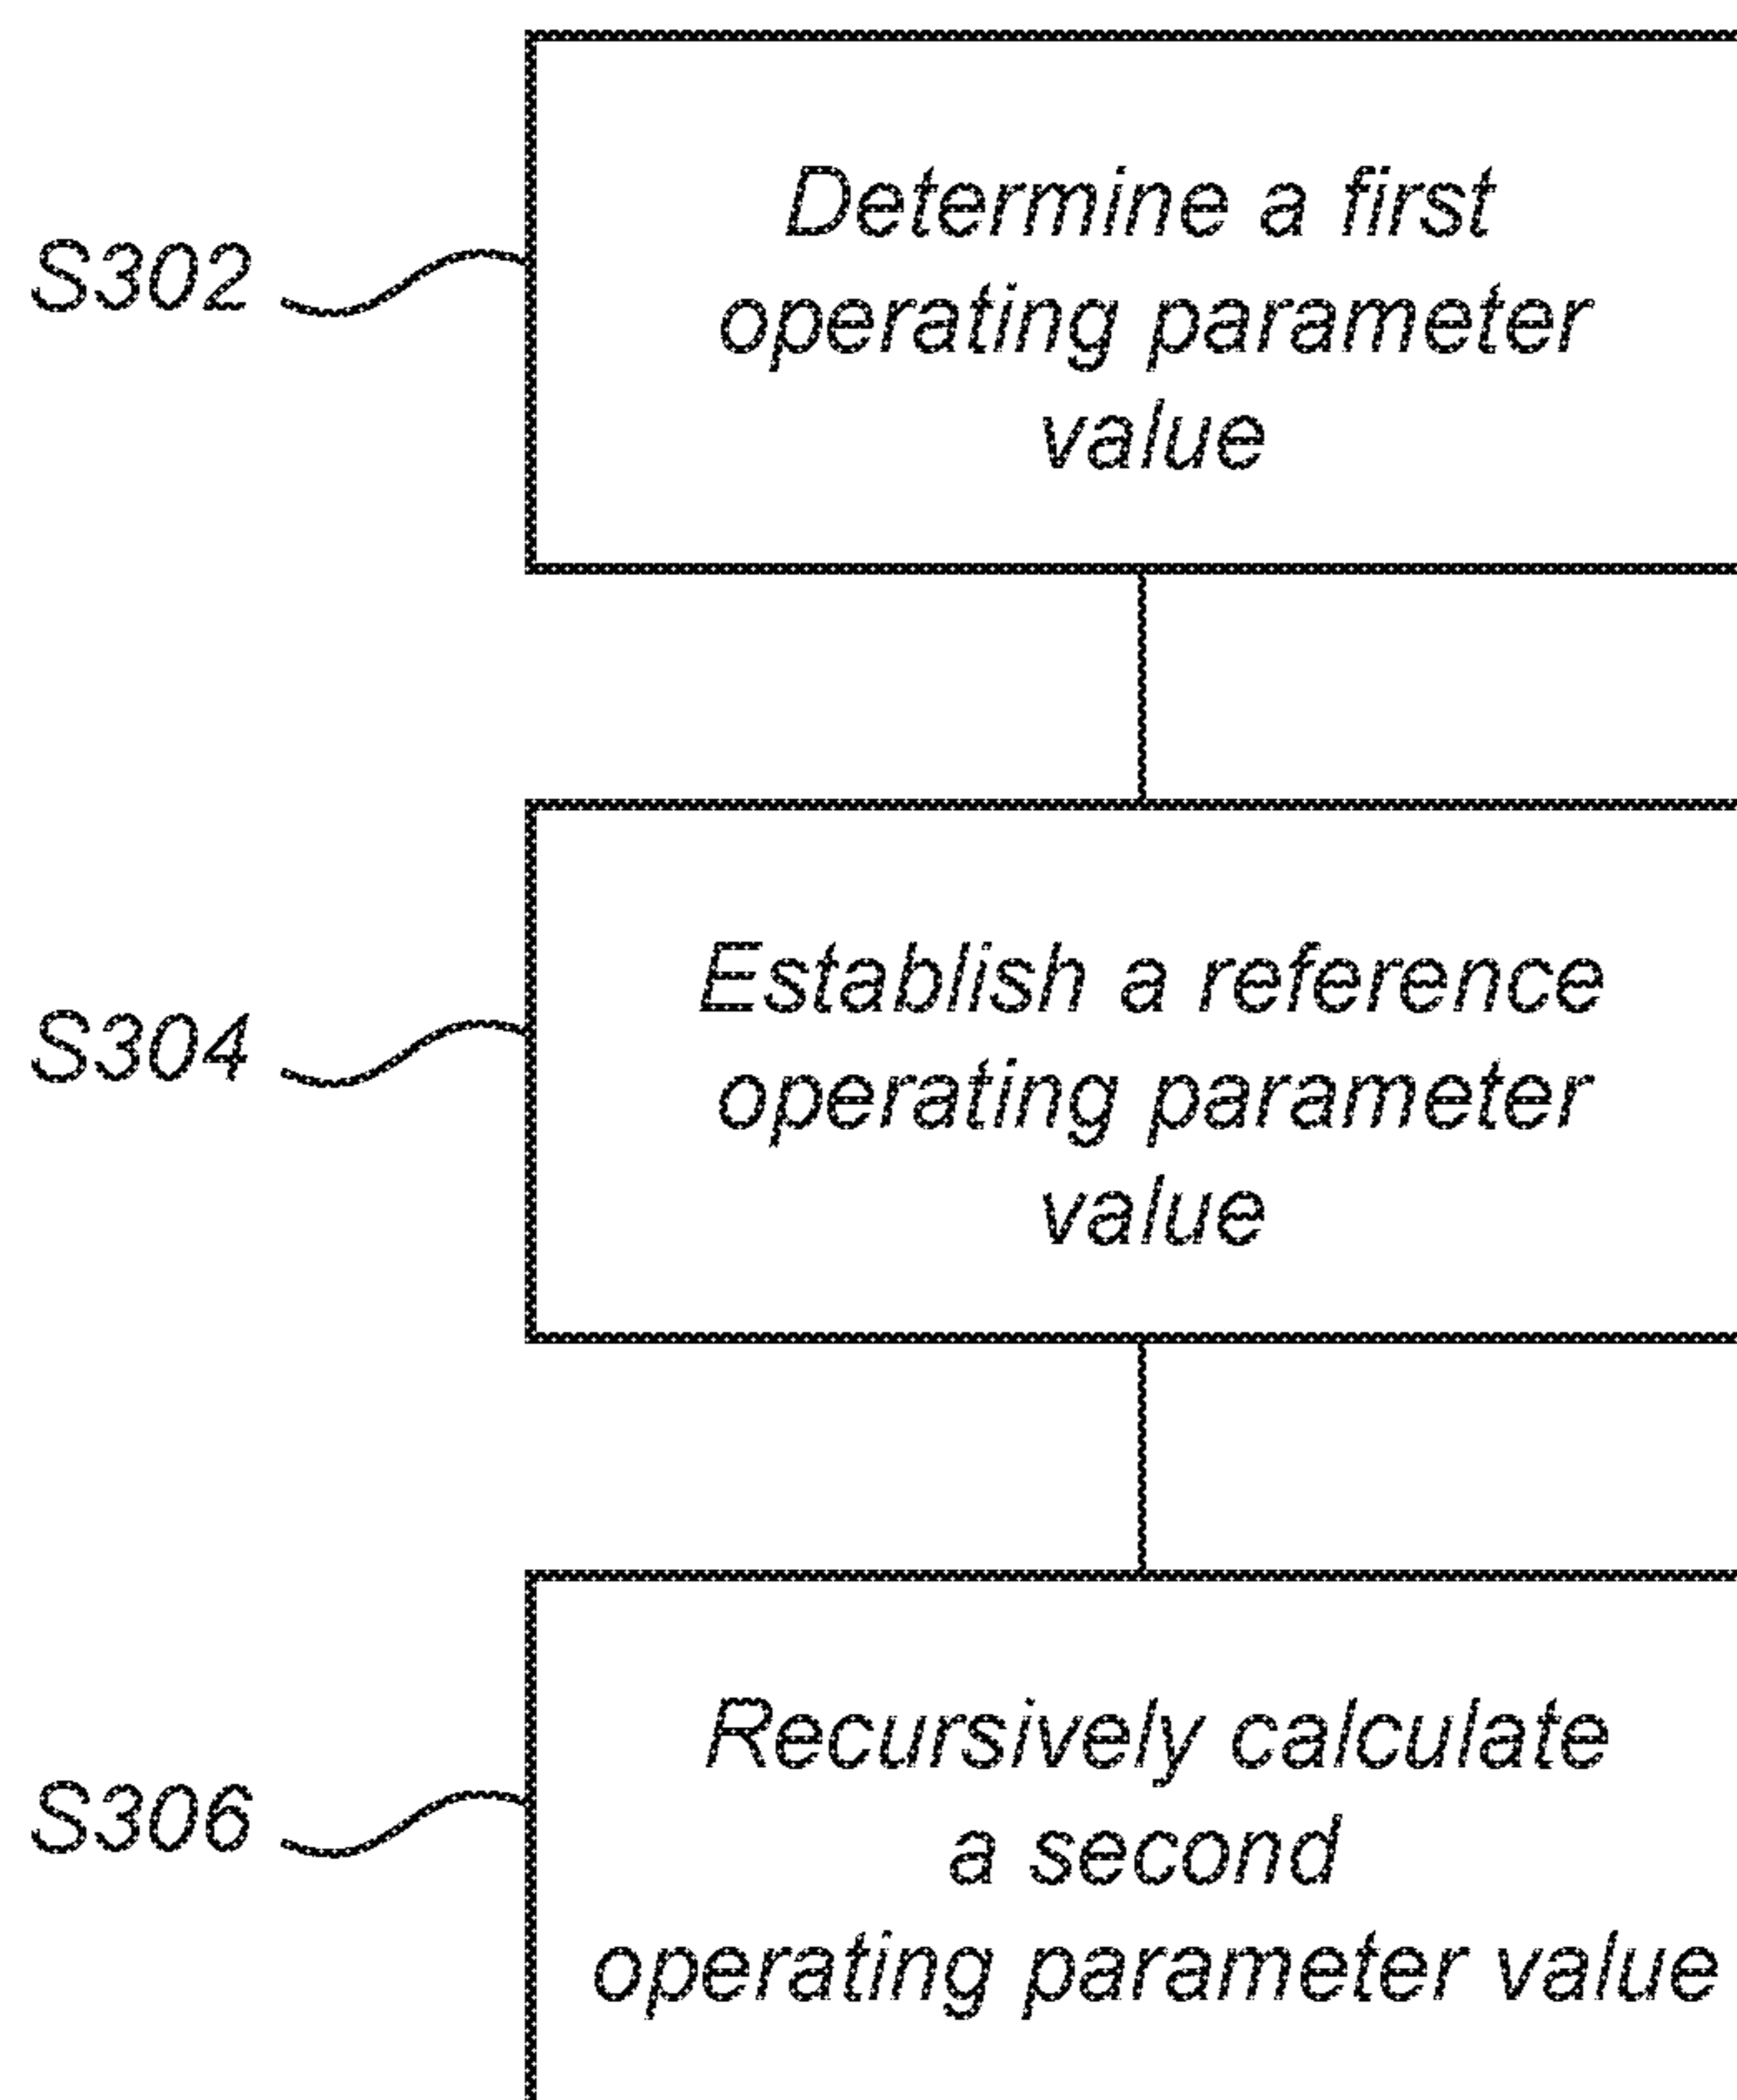 S302
Determine a first
operating parameter
value
S304
Establish a reference
operating parameter
value
S306
Recursively calculate
a second
operating parameter value